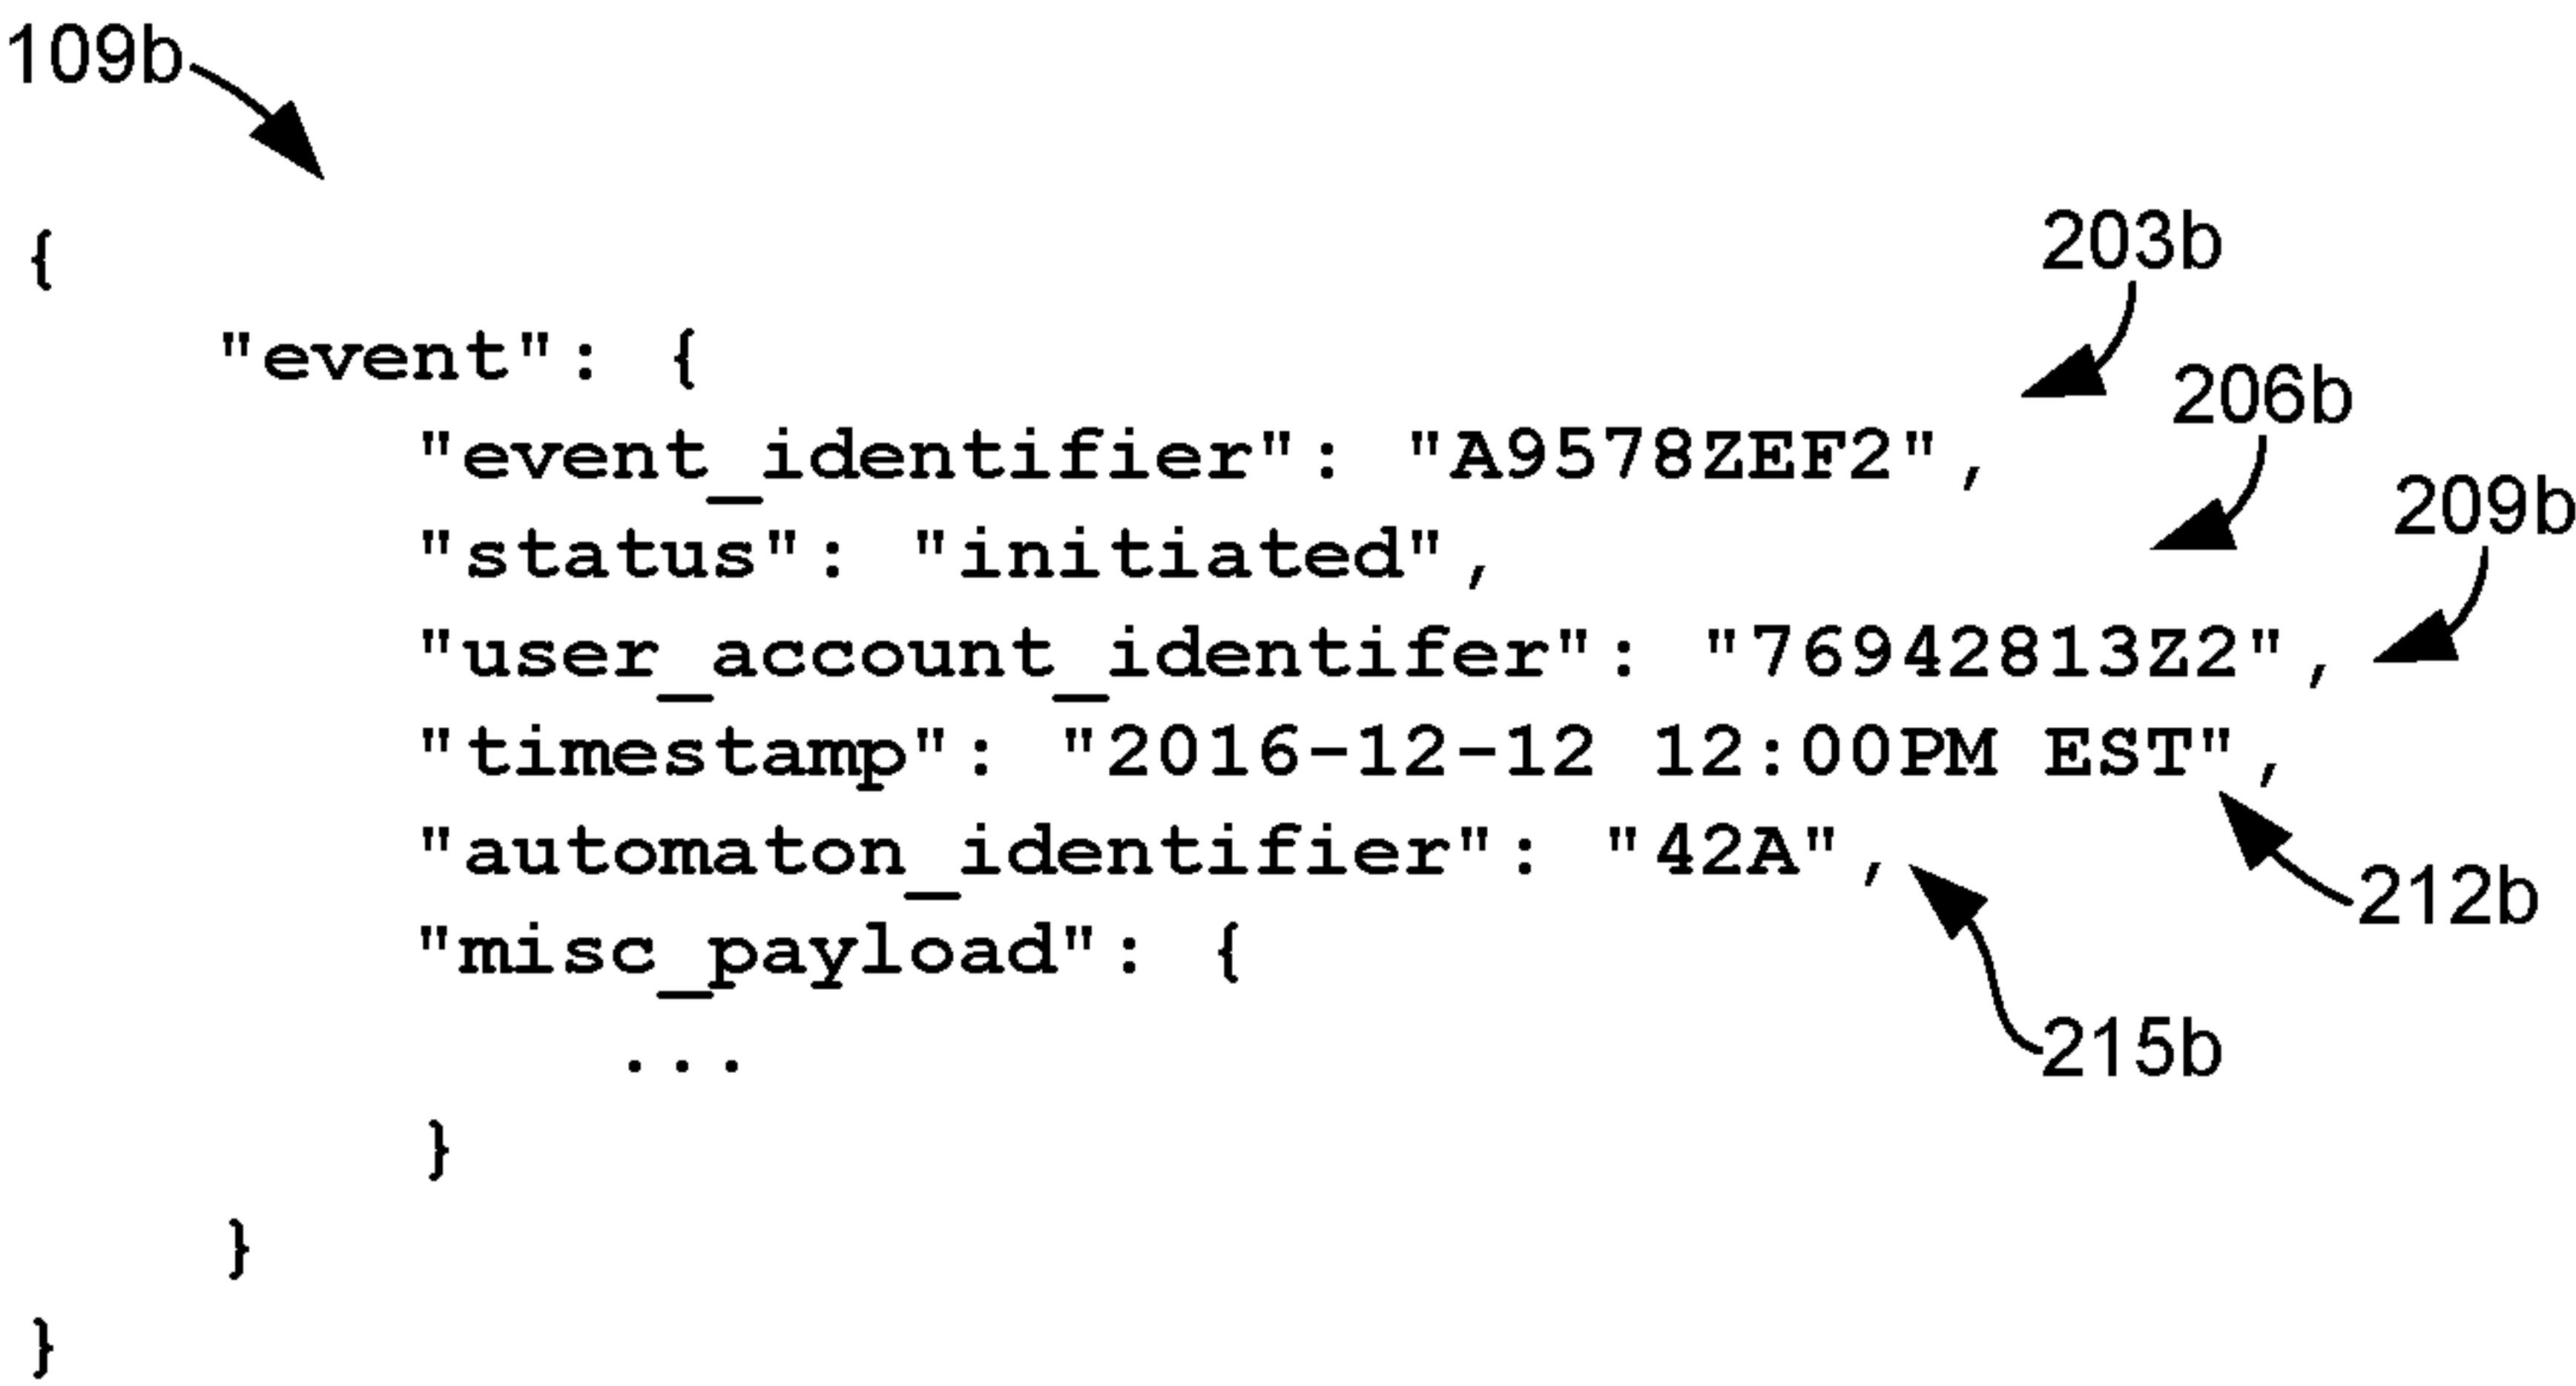 109b
{
203b
"event": {
206b
"event_identifier": "A9578ZEF2",
209b
"status": "initiated",
"user_account_identifer": "76942813Z2",
"timestamp": "2016-12-12 12:00PM EST",
"automaton_identifier": "42A",
212b
"misc_payload": {
215b
...
}
}
}